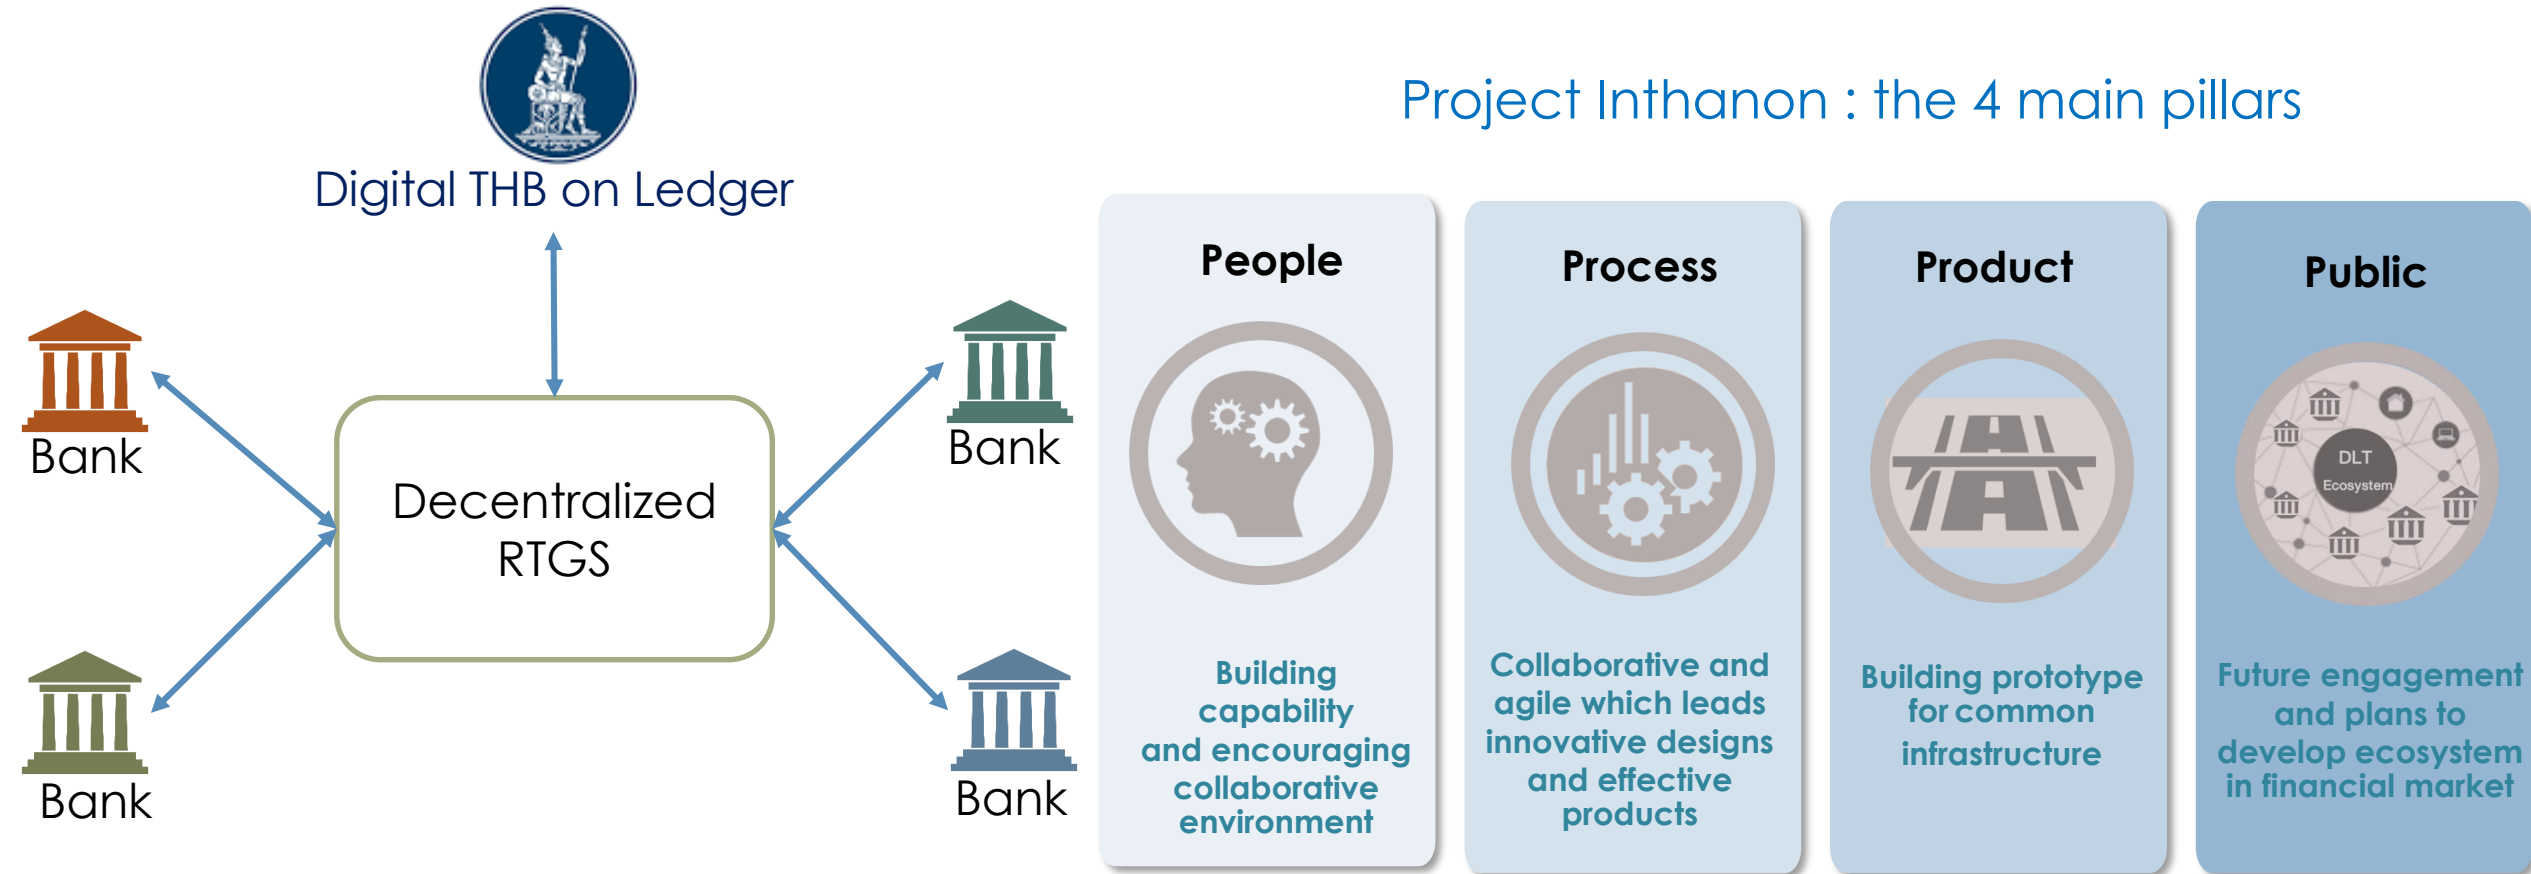 Digital THB on Ledger
Bank
Bank
Decentralized
RTGS
Bank
Bank
Project Inthanon : the 4 main pillars
People
Building
capability
and encouraging
collaborative
environment
Process
Collaborative and
agile which leads
innovative designs
and effective
products
Product
Building prototype
for common
infrastructure
Public
DLT
Ecosystem
Future engagement
and plans to
develop ecosystem
in financial market